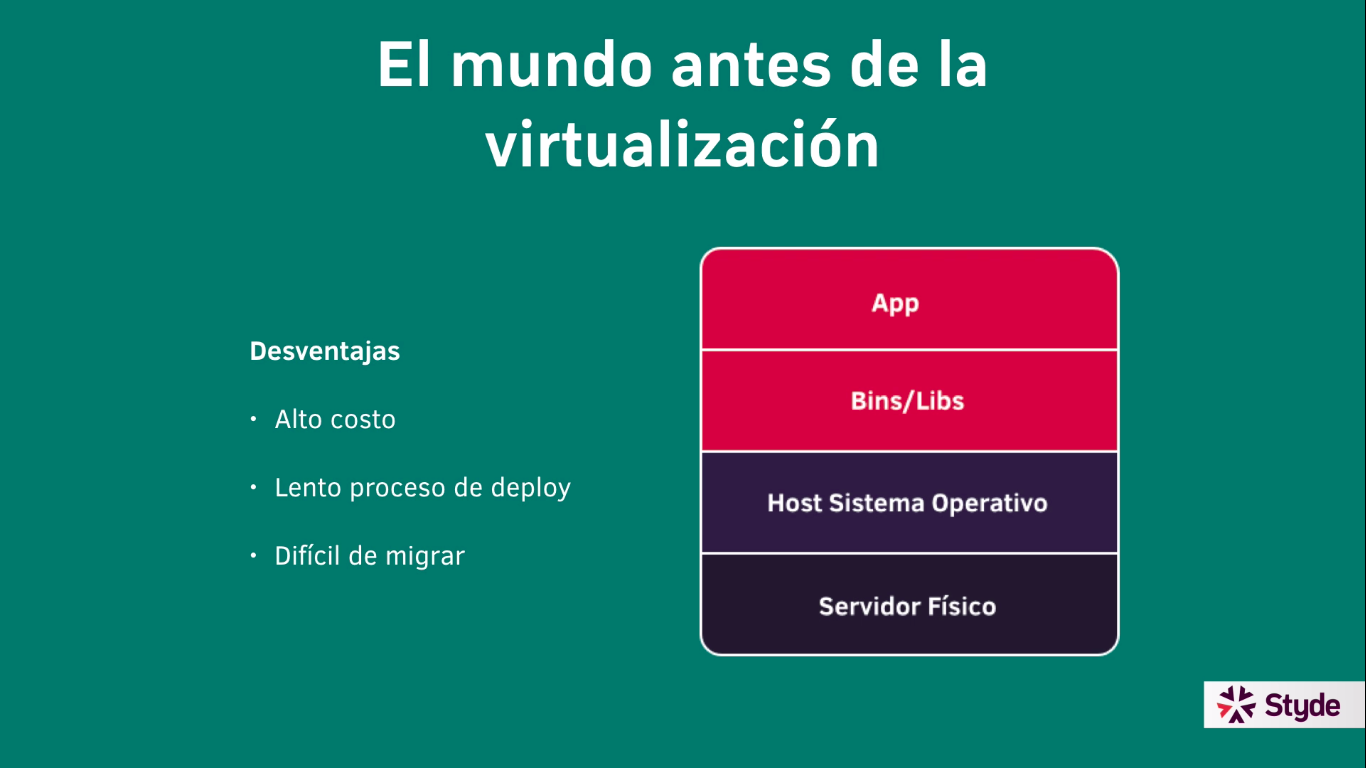 El mundo antes de la
virtualización
Desventajas
• Alto costo
• Lento proceso de deploy
• Difícil de migrar
App
Bins/Libs
Host Sistema Operativo
Servidor Físico
Styde